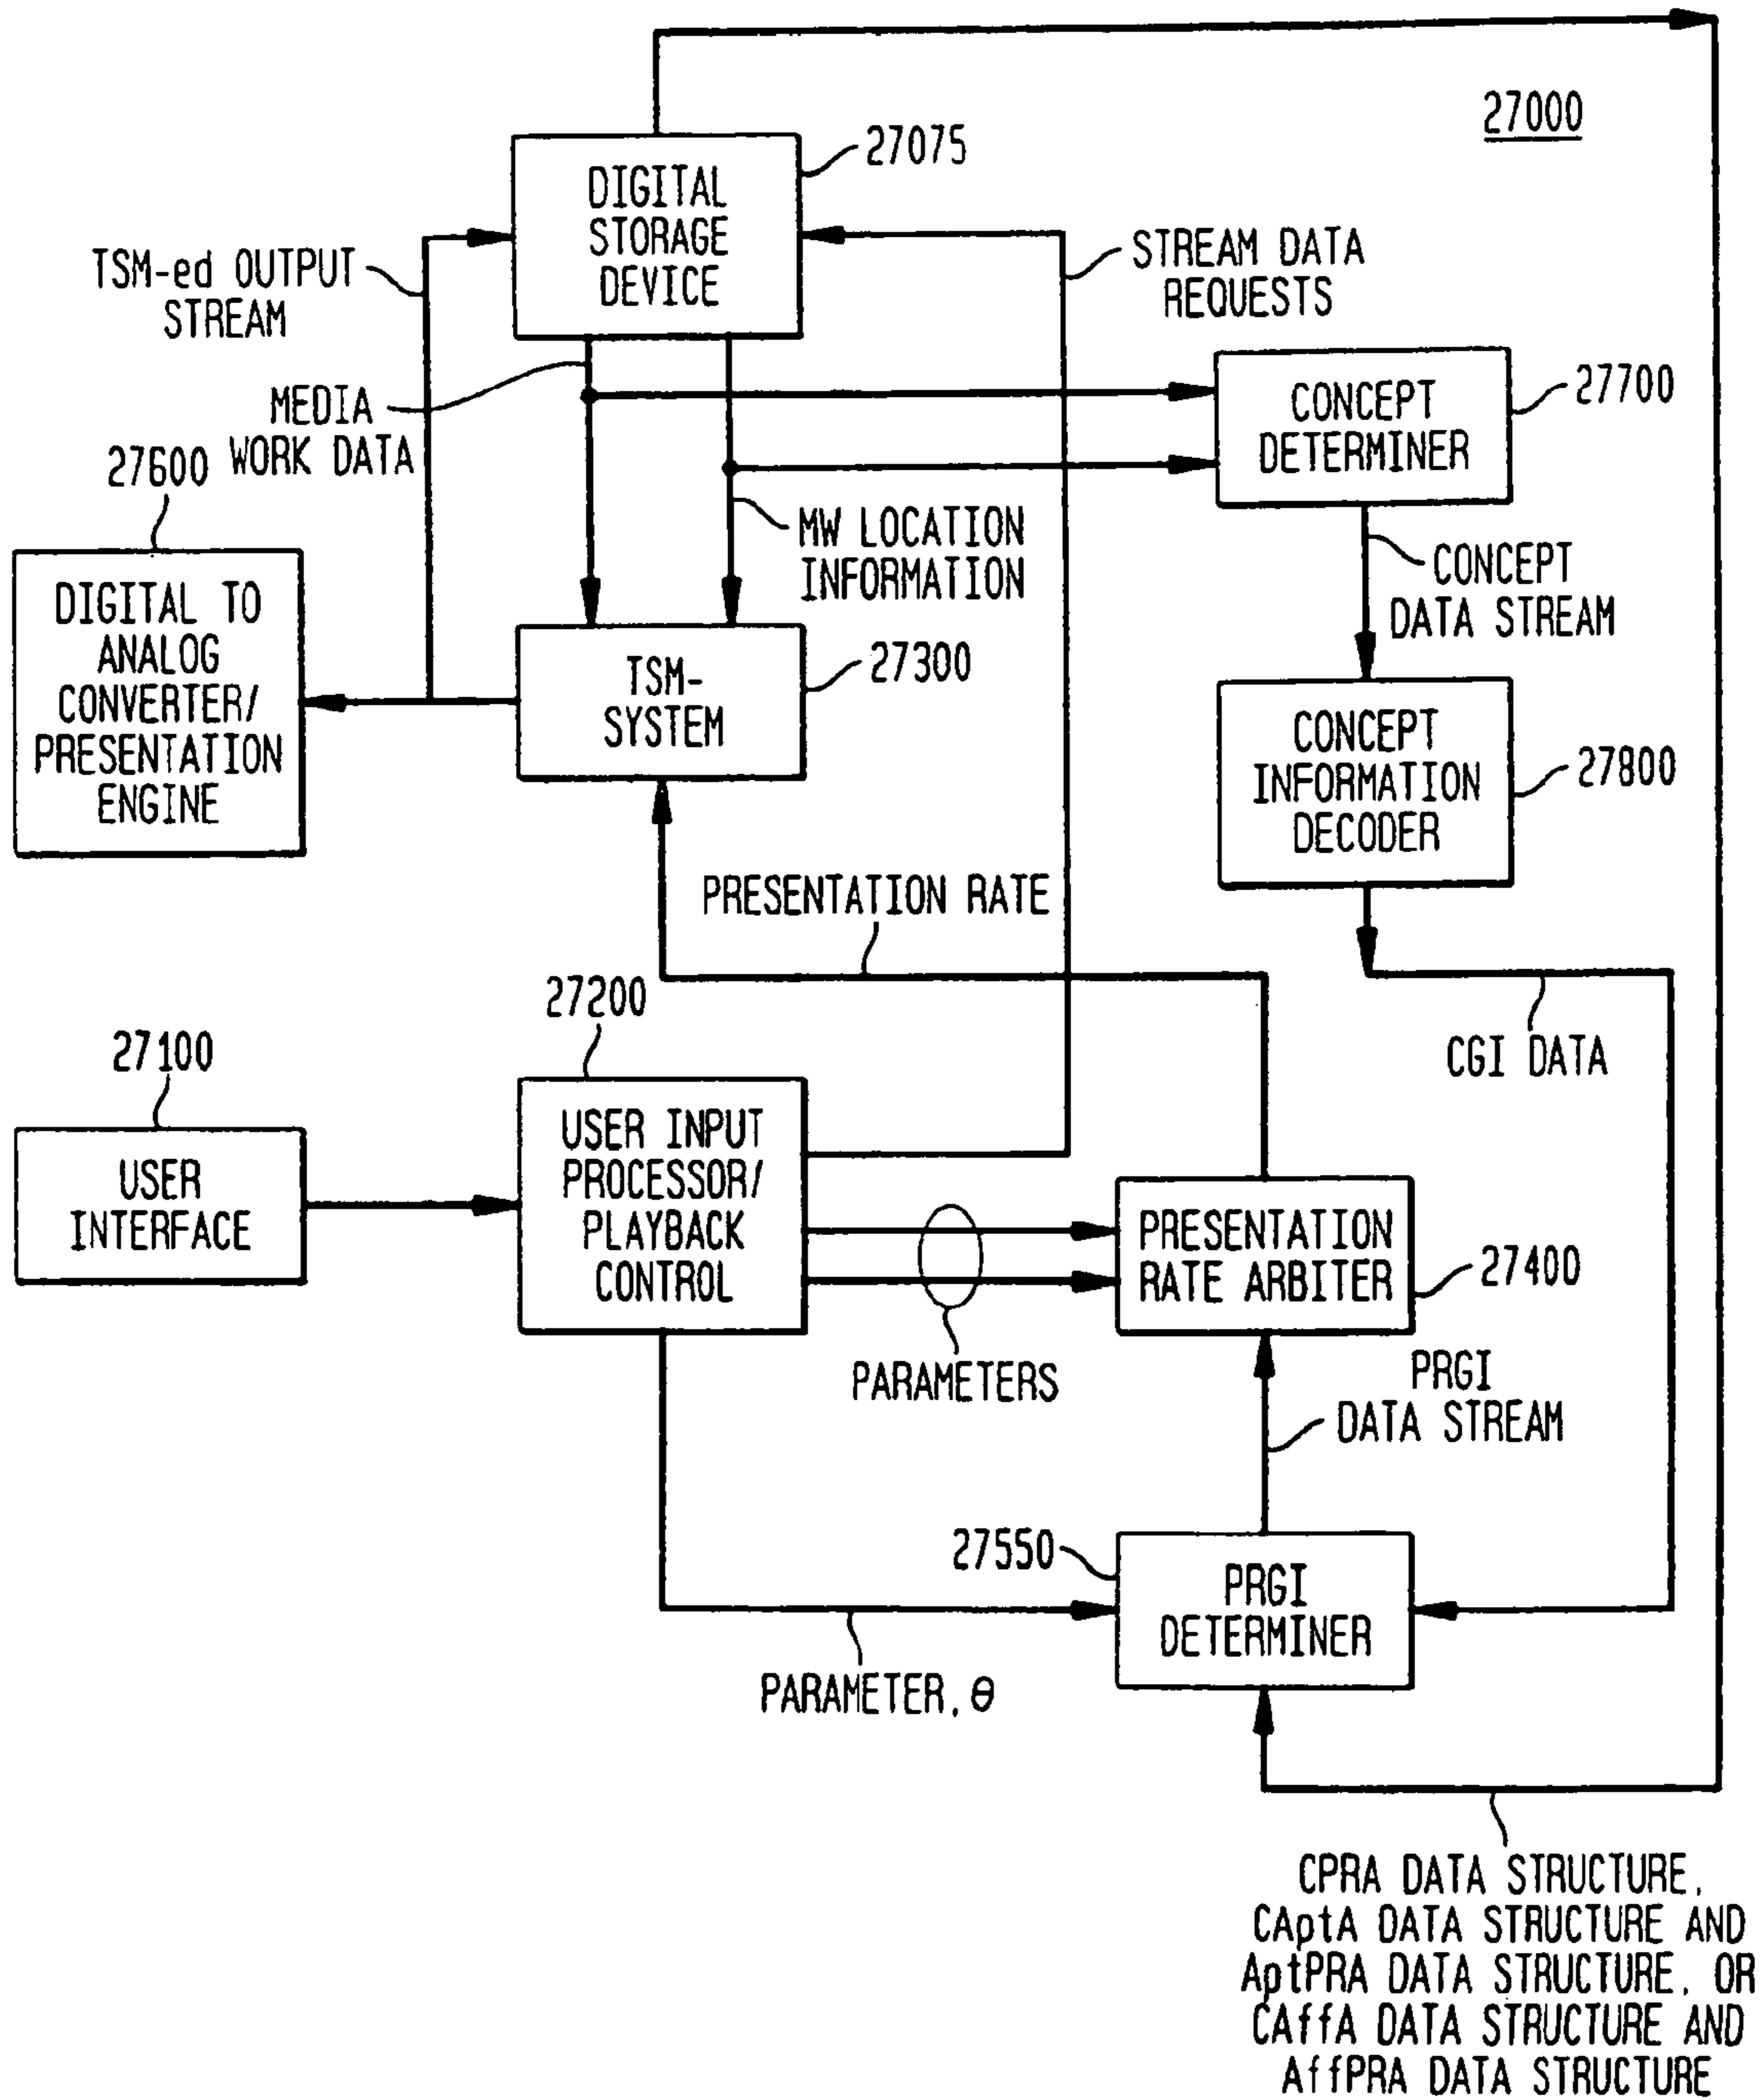 27000
27075
DIGITAL
STORAGE
DEVICE
TSM-ed OUTPUT
STREAM
STREAM DATA
REQUESTS
MEDIA
WORK DATA
27700
CONCEPT
DETERMINER
27600
MW LOCATION
INFORMATION
CONCEPT
DATA STREAM
DIGITAL TO
ANALOG
CONVERTER/
PRESENTATION
ENGINE
TSM-
SYSTEM
27300
CONCEPT
INFORMATION
DECODER
27800
PRESENTATION RATE
27200
CGI DATA
27100
USER
INTERFACE
USER INPUT
PROCESSOR/
PLAYBACK
CONTROL
PRESENTATION
RATE ARBITER
27400
PARAMETERS
PRGI
DATA STREAM
27550
PRGI
DETERMINER
PARAMETER, θ
CPRA DATA STRUCTURE,
CAptA DATA STRUCTURE AND
AptPRA DATA STRUCTURE, OR
CAffA DATA STRUCTURE AND
AffPRA DATA STRUCTURE